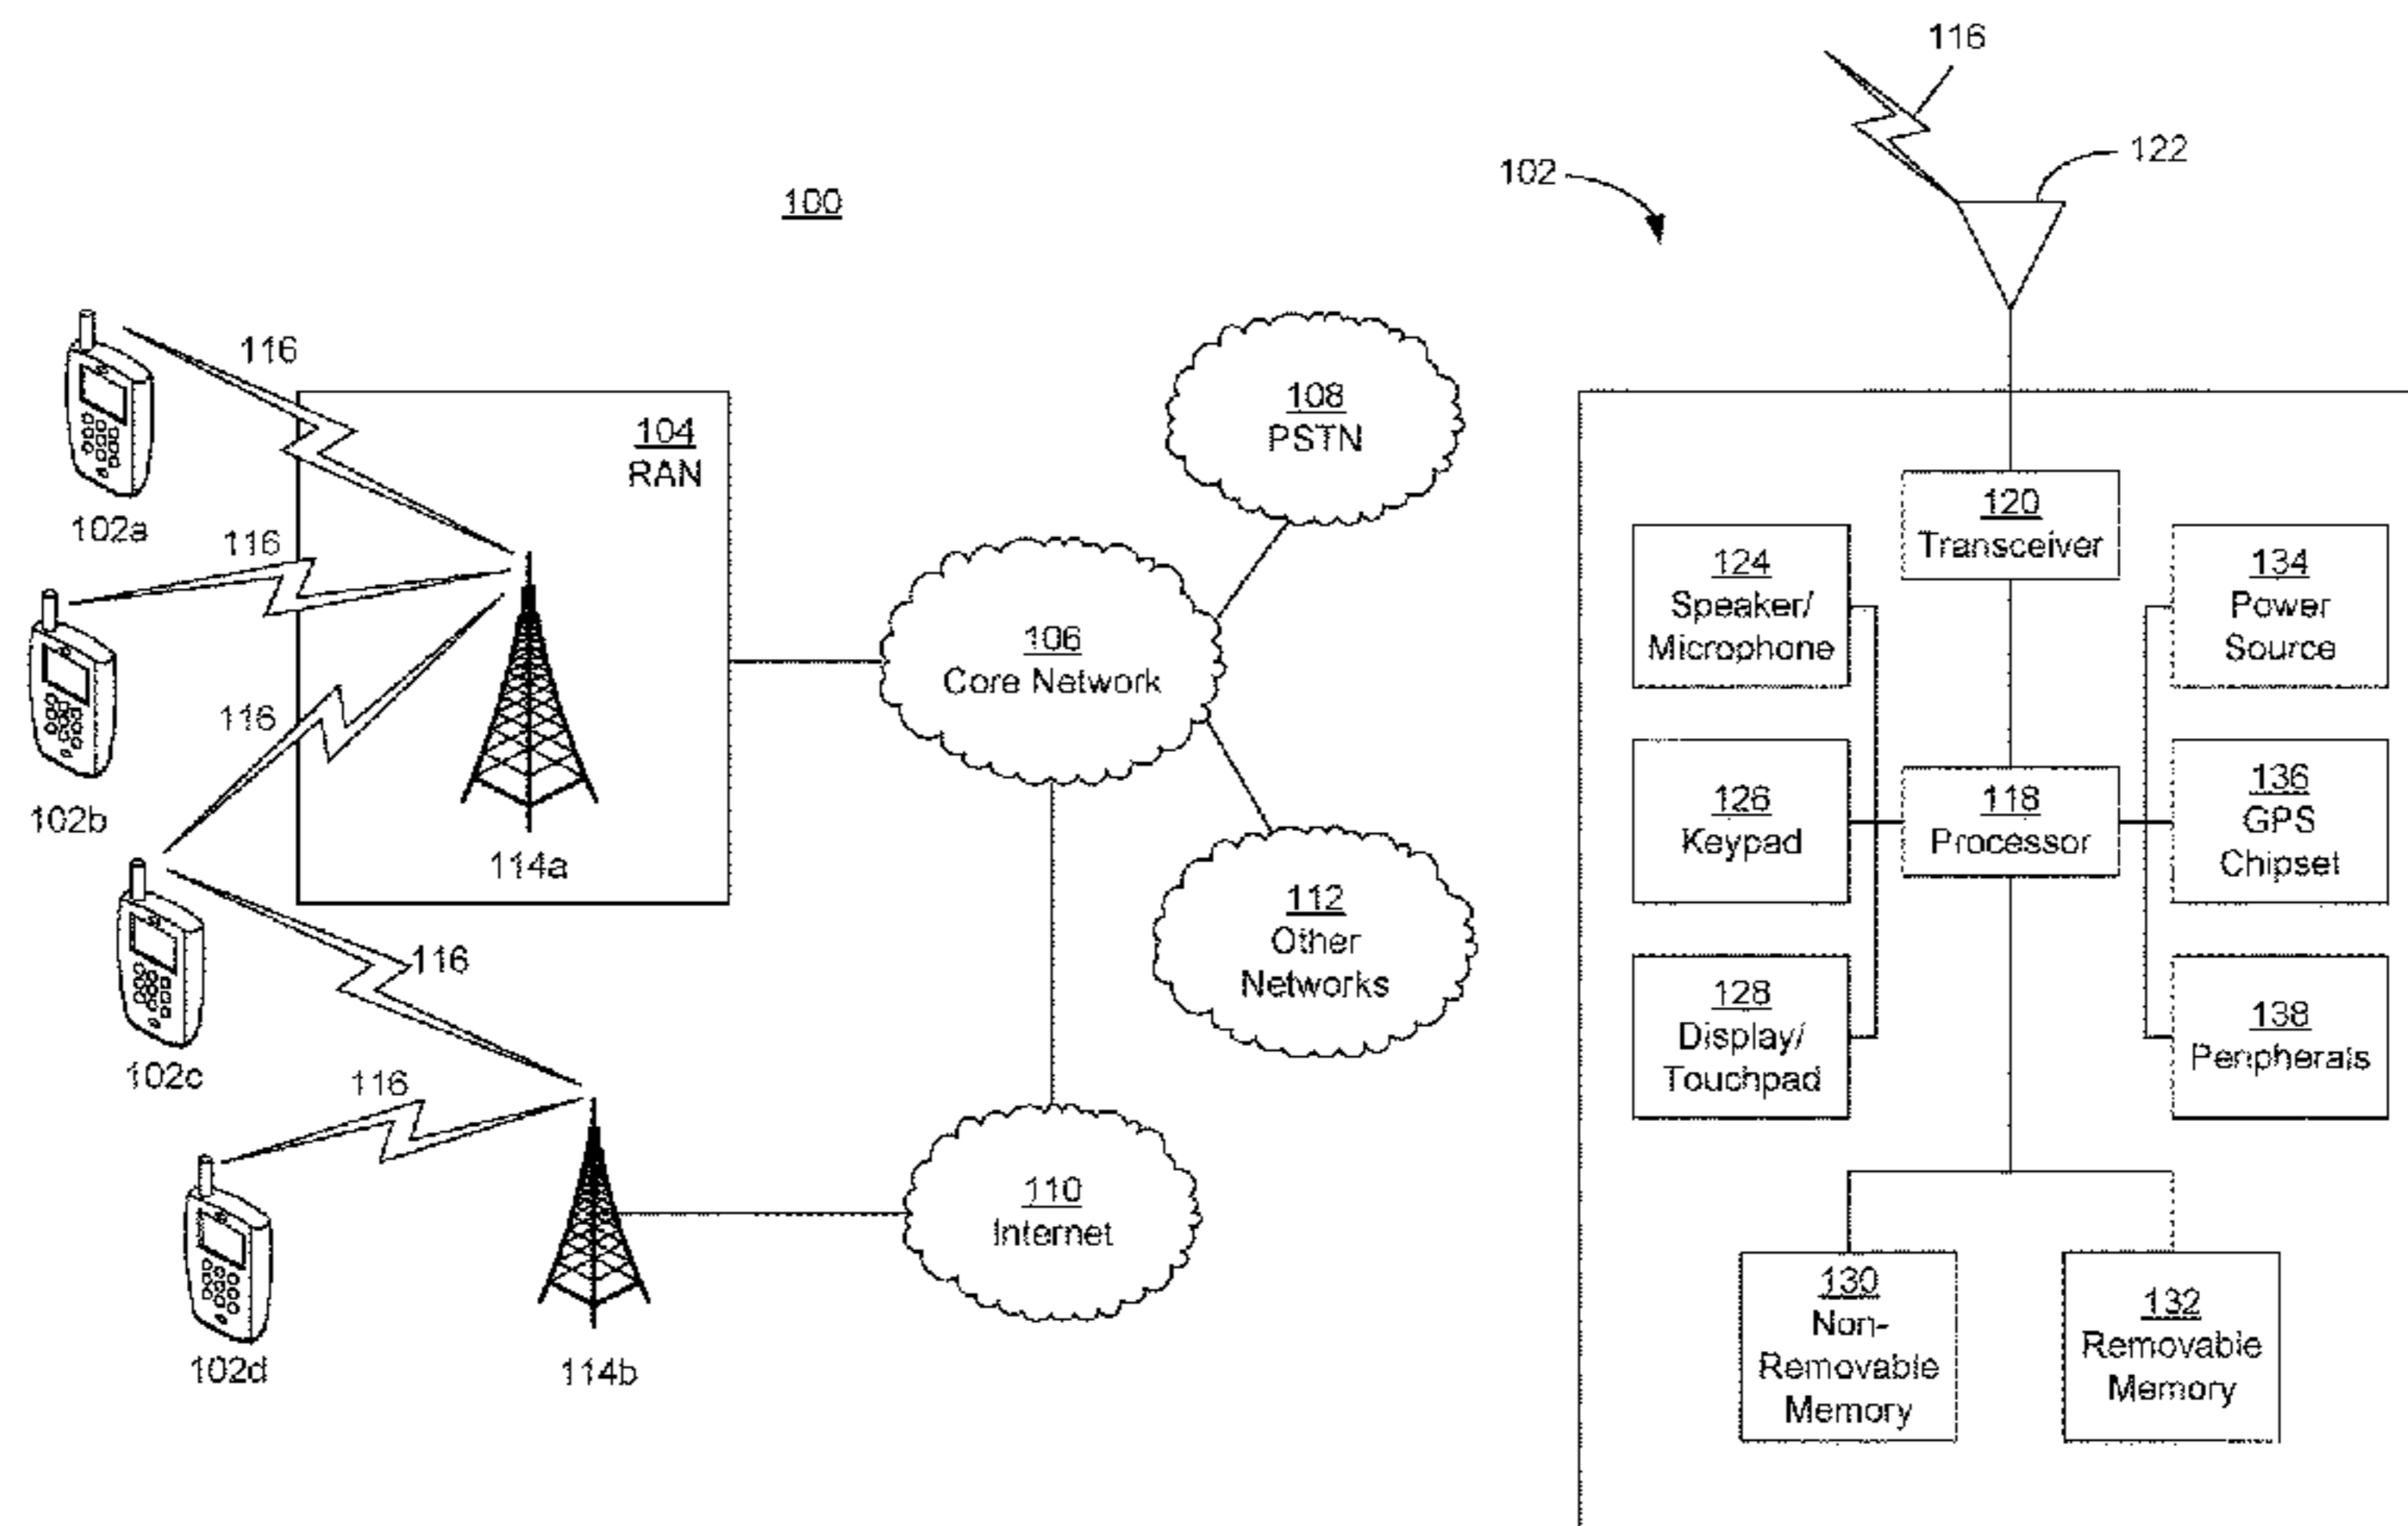 100
116
102a
116
102b
116
102c
116
116
102d
104
RAN
114a
114b
106
Core Network
108
PSTN
112
Other
Networks
110
Internet
102
116
122
120
Transceiver
124
Speaker/
Microphone
126
Keypad
128
Display/
Touchpad
118
Processor
134
Power
Source
136
GPS
Chipset
138
Peripherals
130
Non-
Removable
Memory
132
Removable
Memory